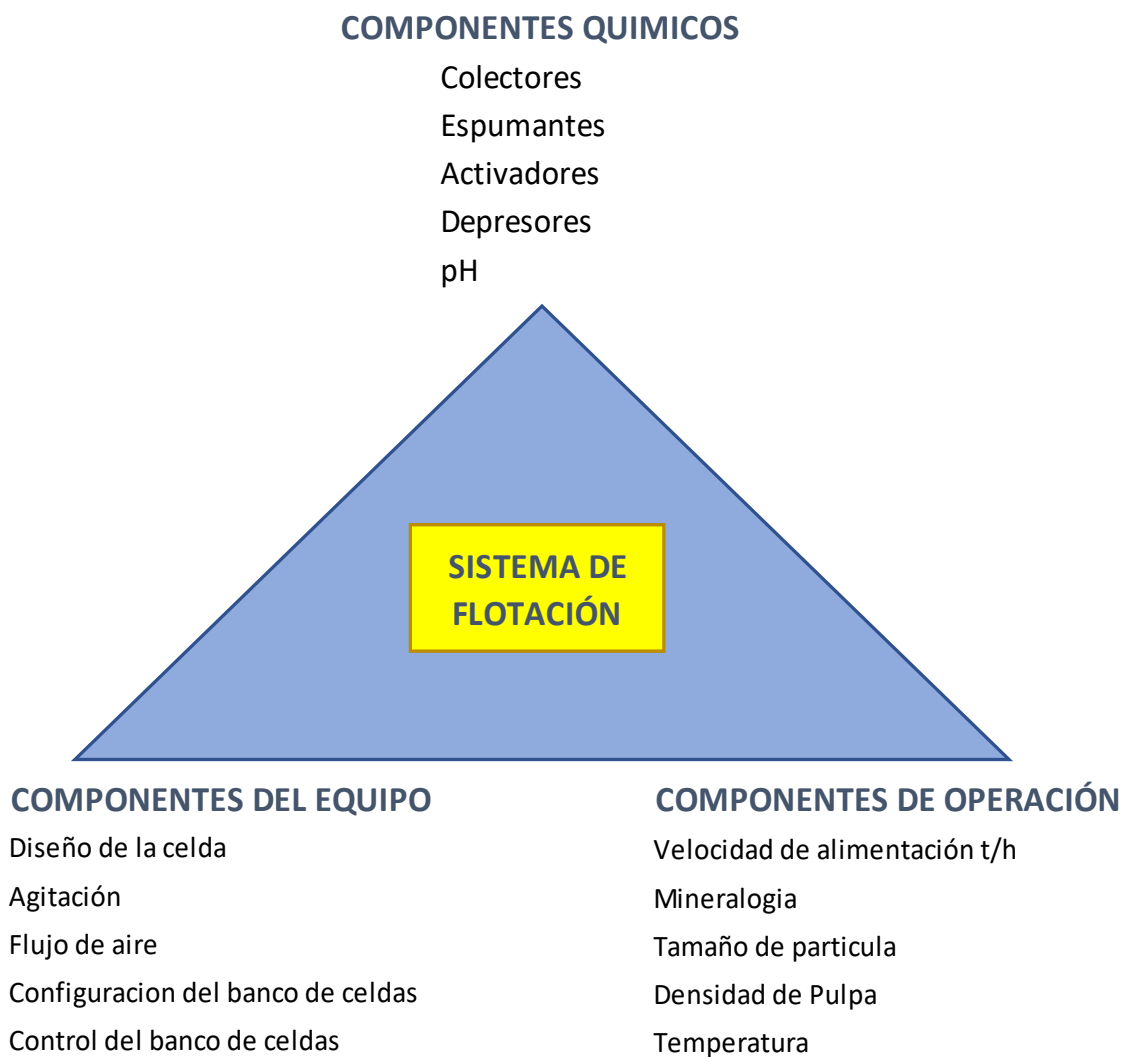 COMPONENTES QUIMICOS
Colectores
Espumantes
Activadores
Depresores
pH
SISTEMA DE
FLOTACIÓN
COMPONENTES DEL EQUIPO
Diseño de la celda
Agitación
Flujo de aire
Configuracion del banco de celdas
Control del banco de celdas
COMPONENTES DE OPERACIÓN
Velocidad de alimentación t/h
Mineralogia
Tamaño de particula
Densidad de Pulpa
Temperatura